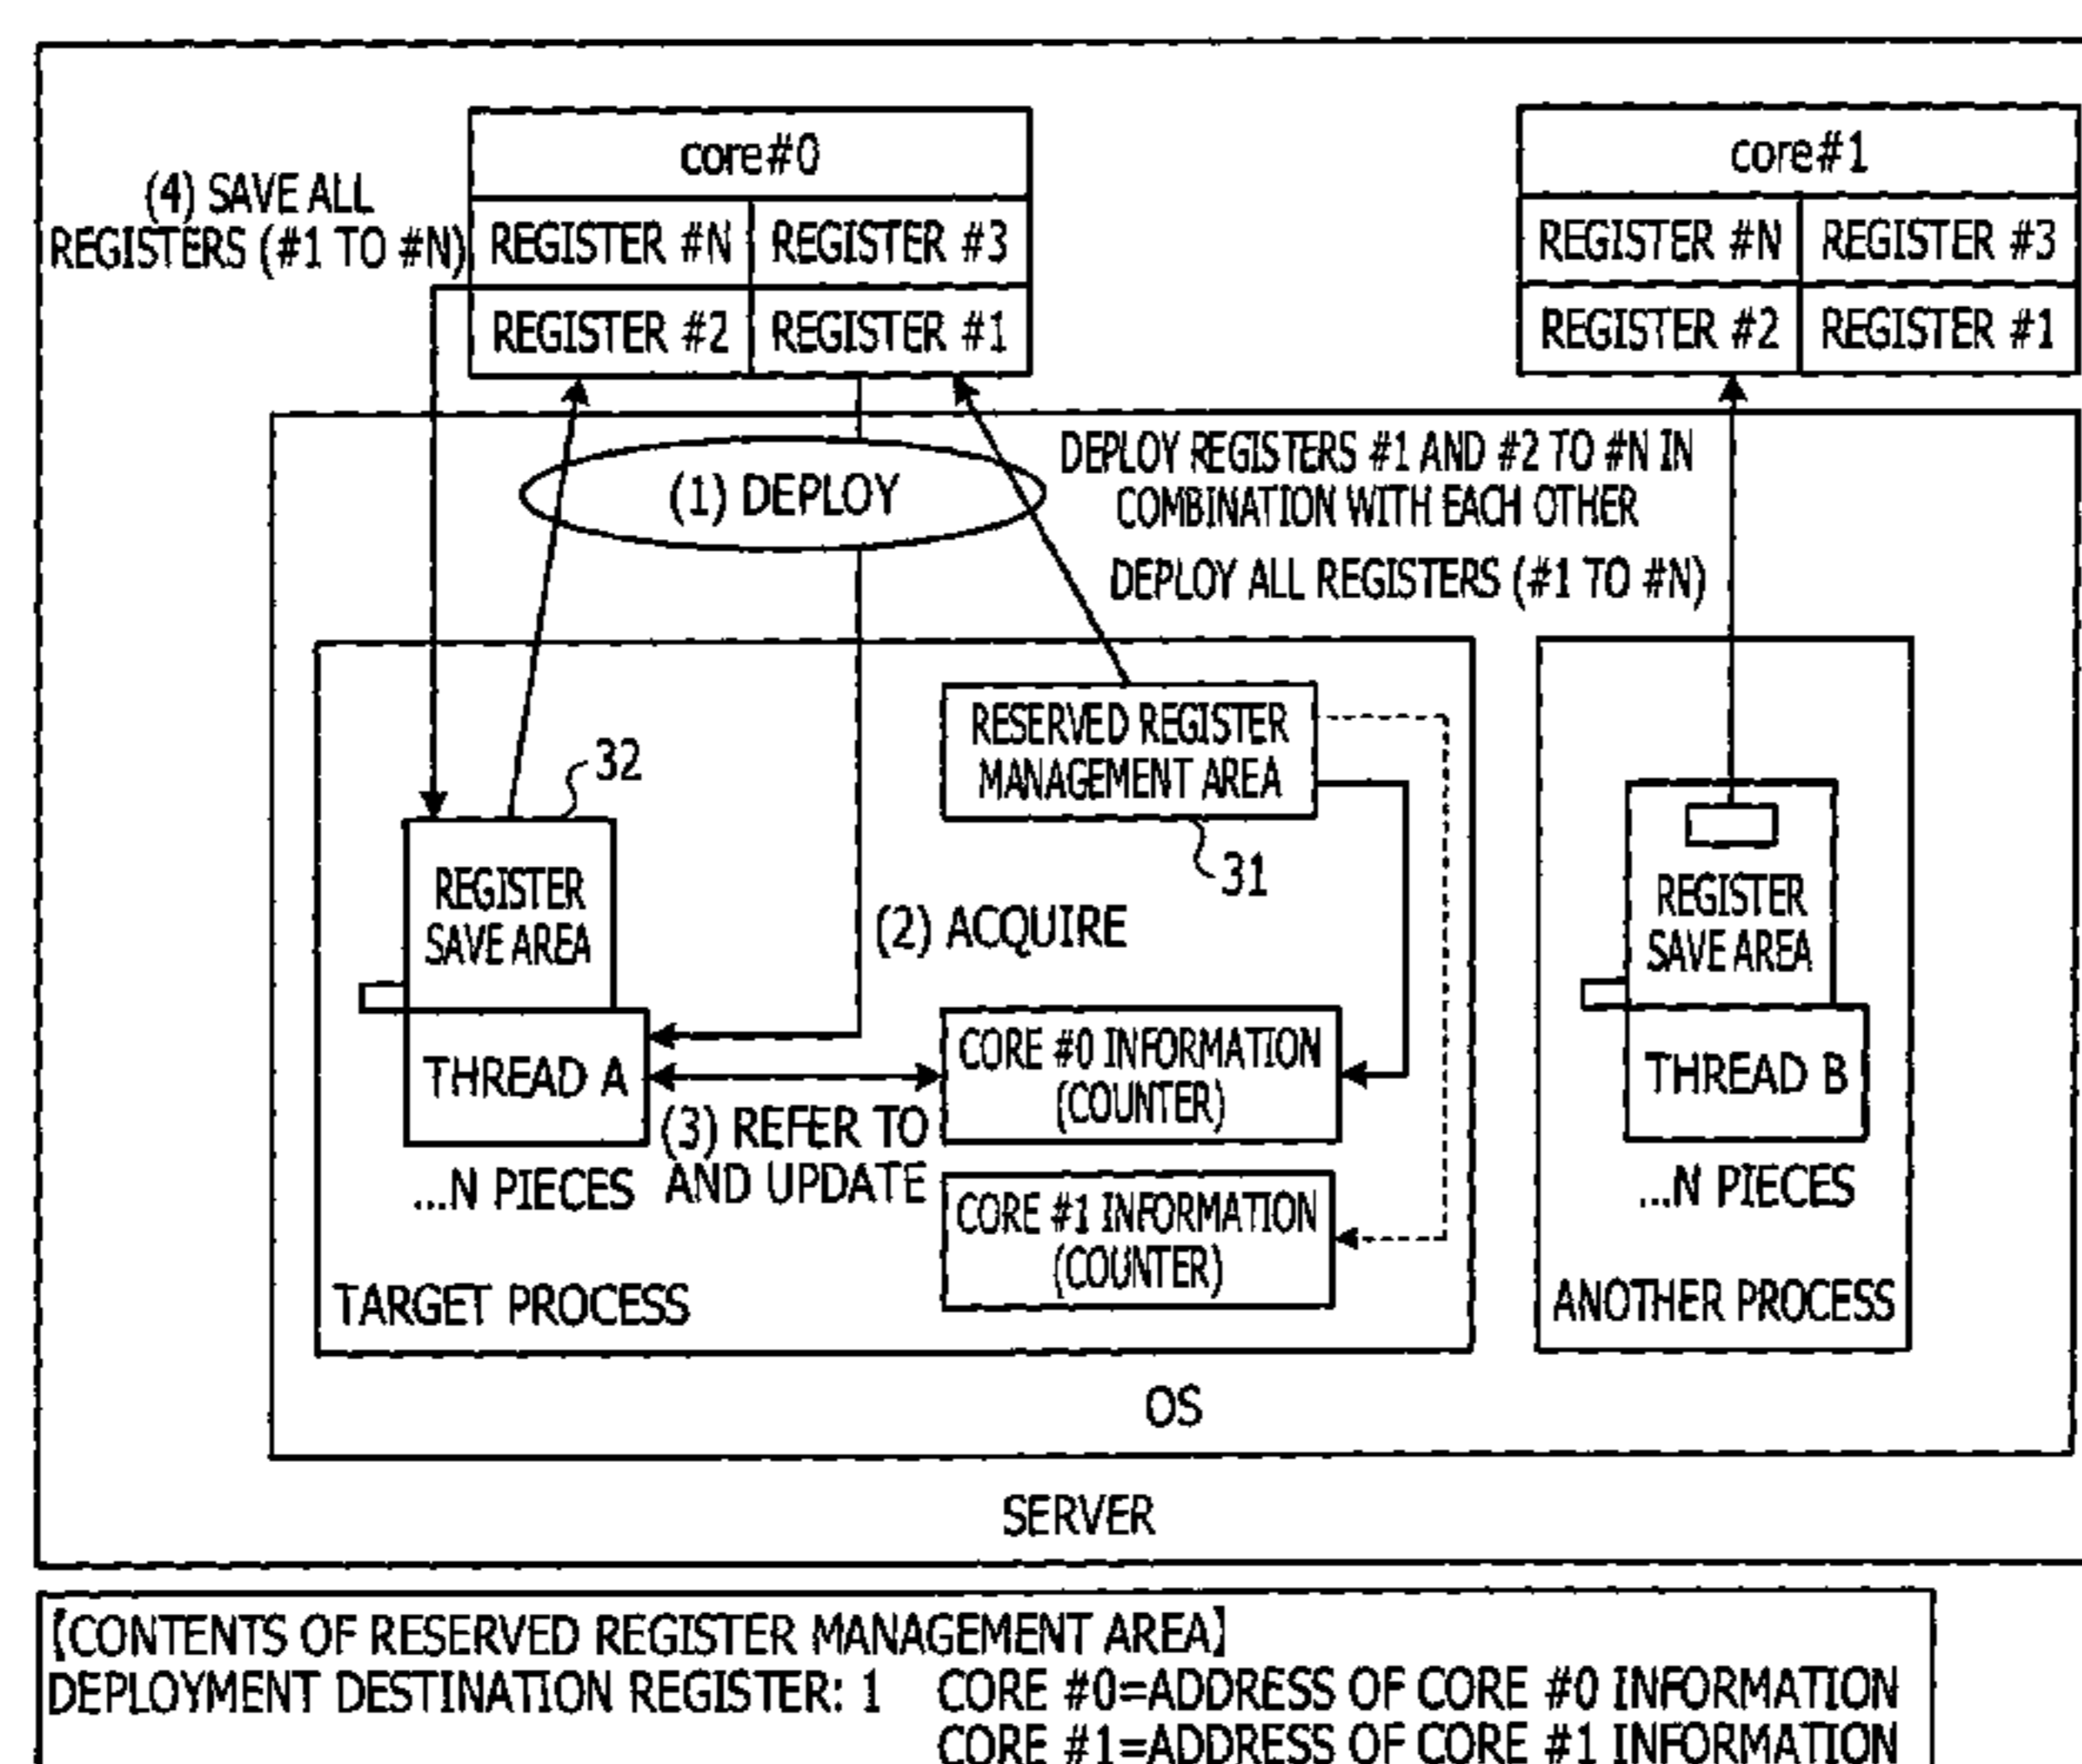 core#0
core#1
(4) SAVE ALL
REGISTERS (#1 TO #N)
REGISTER #N
REGISTER #3
REGISTER #2
REGISTER #1
REGISTER #N
REGISTER #3
REGISTER #2
REGISTER #1
(1) DEPLOY
DEPLOY REGISTERS #1 AND #2 TO #N IN
COMBINATION WITH EACH OTHER
DEPLOY ALL REGISTERS (#1 TO #N)
RESERVED REGISTER
MANAGEMENT AREA
31
32
REGISTER
SAVE AREA
(2) ACQUIRE
REGISTER
SAVE AREA
THREAD A
CORE #0 INFORMATION
(COUNTER)
THREAD B
(3) REFER TO
AND UPDATE
...N PIECES
...N PIECES
CORE #1 INFORMATION
(COUNTER)
TARGET PROCESS
ANOTHER PROCESS
OS
SERVER
【CONTENTS OF RESERVED REGISTER MANAGEMENT AREA】
DEPLOYMENT DESTINATION REGISTER: 1 CORE #0=ADDRESS OF CORE #0 INFORMATION
CORE #1=ADDRESS OF CORE #1 INFORMATION